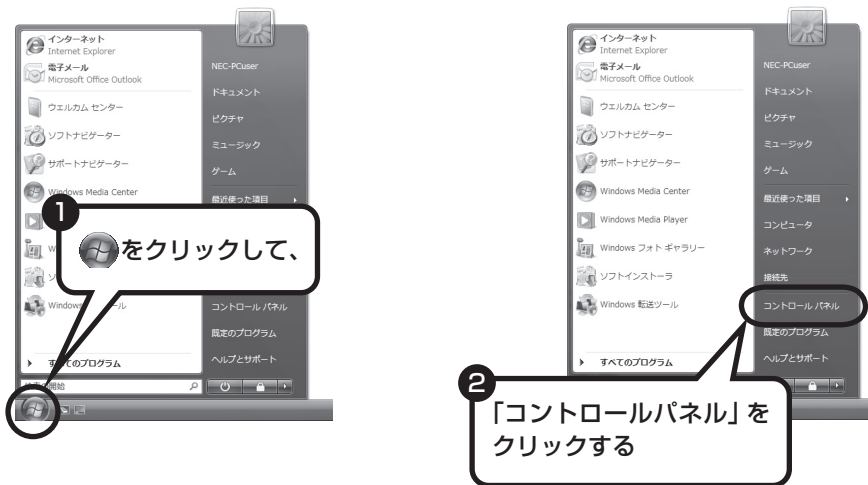 インターネット
Internet Explorer
電子メール
Microsoft Office Outlook
ウェルカム センター
ソフトナビゲーター
サポートナビゲーター
Windows Media Center
すべてのプログラム
NEC-PCuser
ドキュメント
ピクチャ
ミュージック
ゲーム
最近使った項目
コントロール パネル
既定のプログラム
ヘルプとサポート
1
をクリックして、
インターネット
Internet Explorer
電子メール
Microsoft Office Outlook
ウェルカム センター
ソフトナビゲーター
サポートナビゲーター
Windows Media Center
Windows Media Player
Windows フォト ギャラリー
ソフトインストーラ
Windows 転送ツール
すべてのプログラム
NEC-PCuser
ドキュメント
ピクチャ
ミュージック
ゲーム
最近使った項目
コンピュータ
ネットワーク
接続先
コントロール パネル
既定のプログラム
ヘルプとサポート
2
「コントロールパネル」を
クリックする